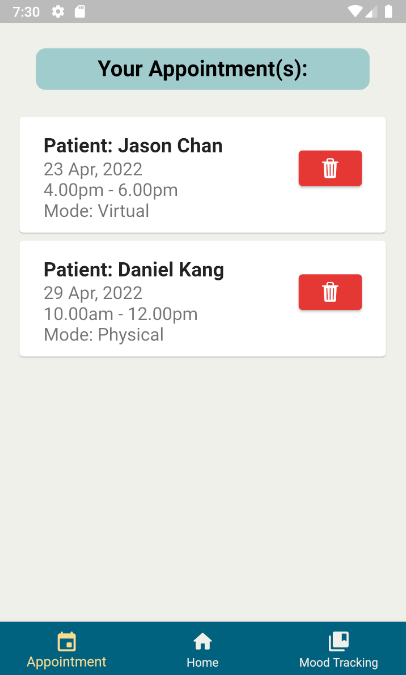 7:30
Your Appointment(s):
Patient: Jason Chan
23 Apr, 2022
4.00pm - 6.00pm
Mode: Virtual
Patient: Daniel Kang
29 Apr, 2022
10.00am - 12.00pm
Mode: Physical
Appointment
Home
Mood Tracking